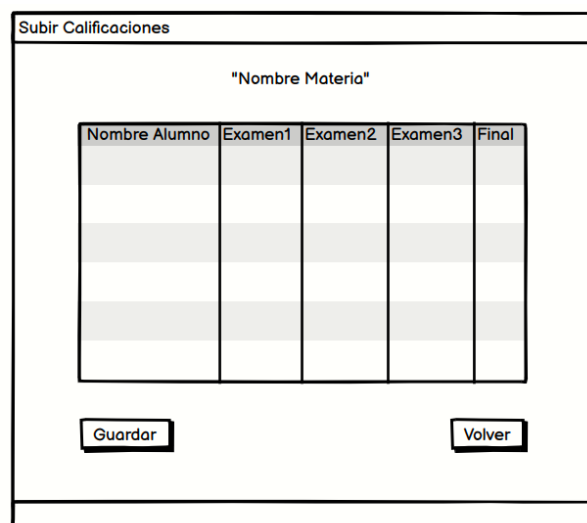 Subir Calificaciones
"Nombre Materia"
Nombre Alumno Examen1 Examen2 Examen3 Final
Guardar Volver